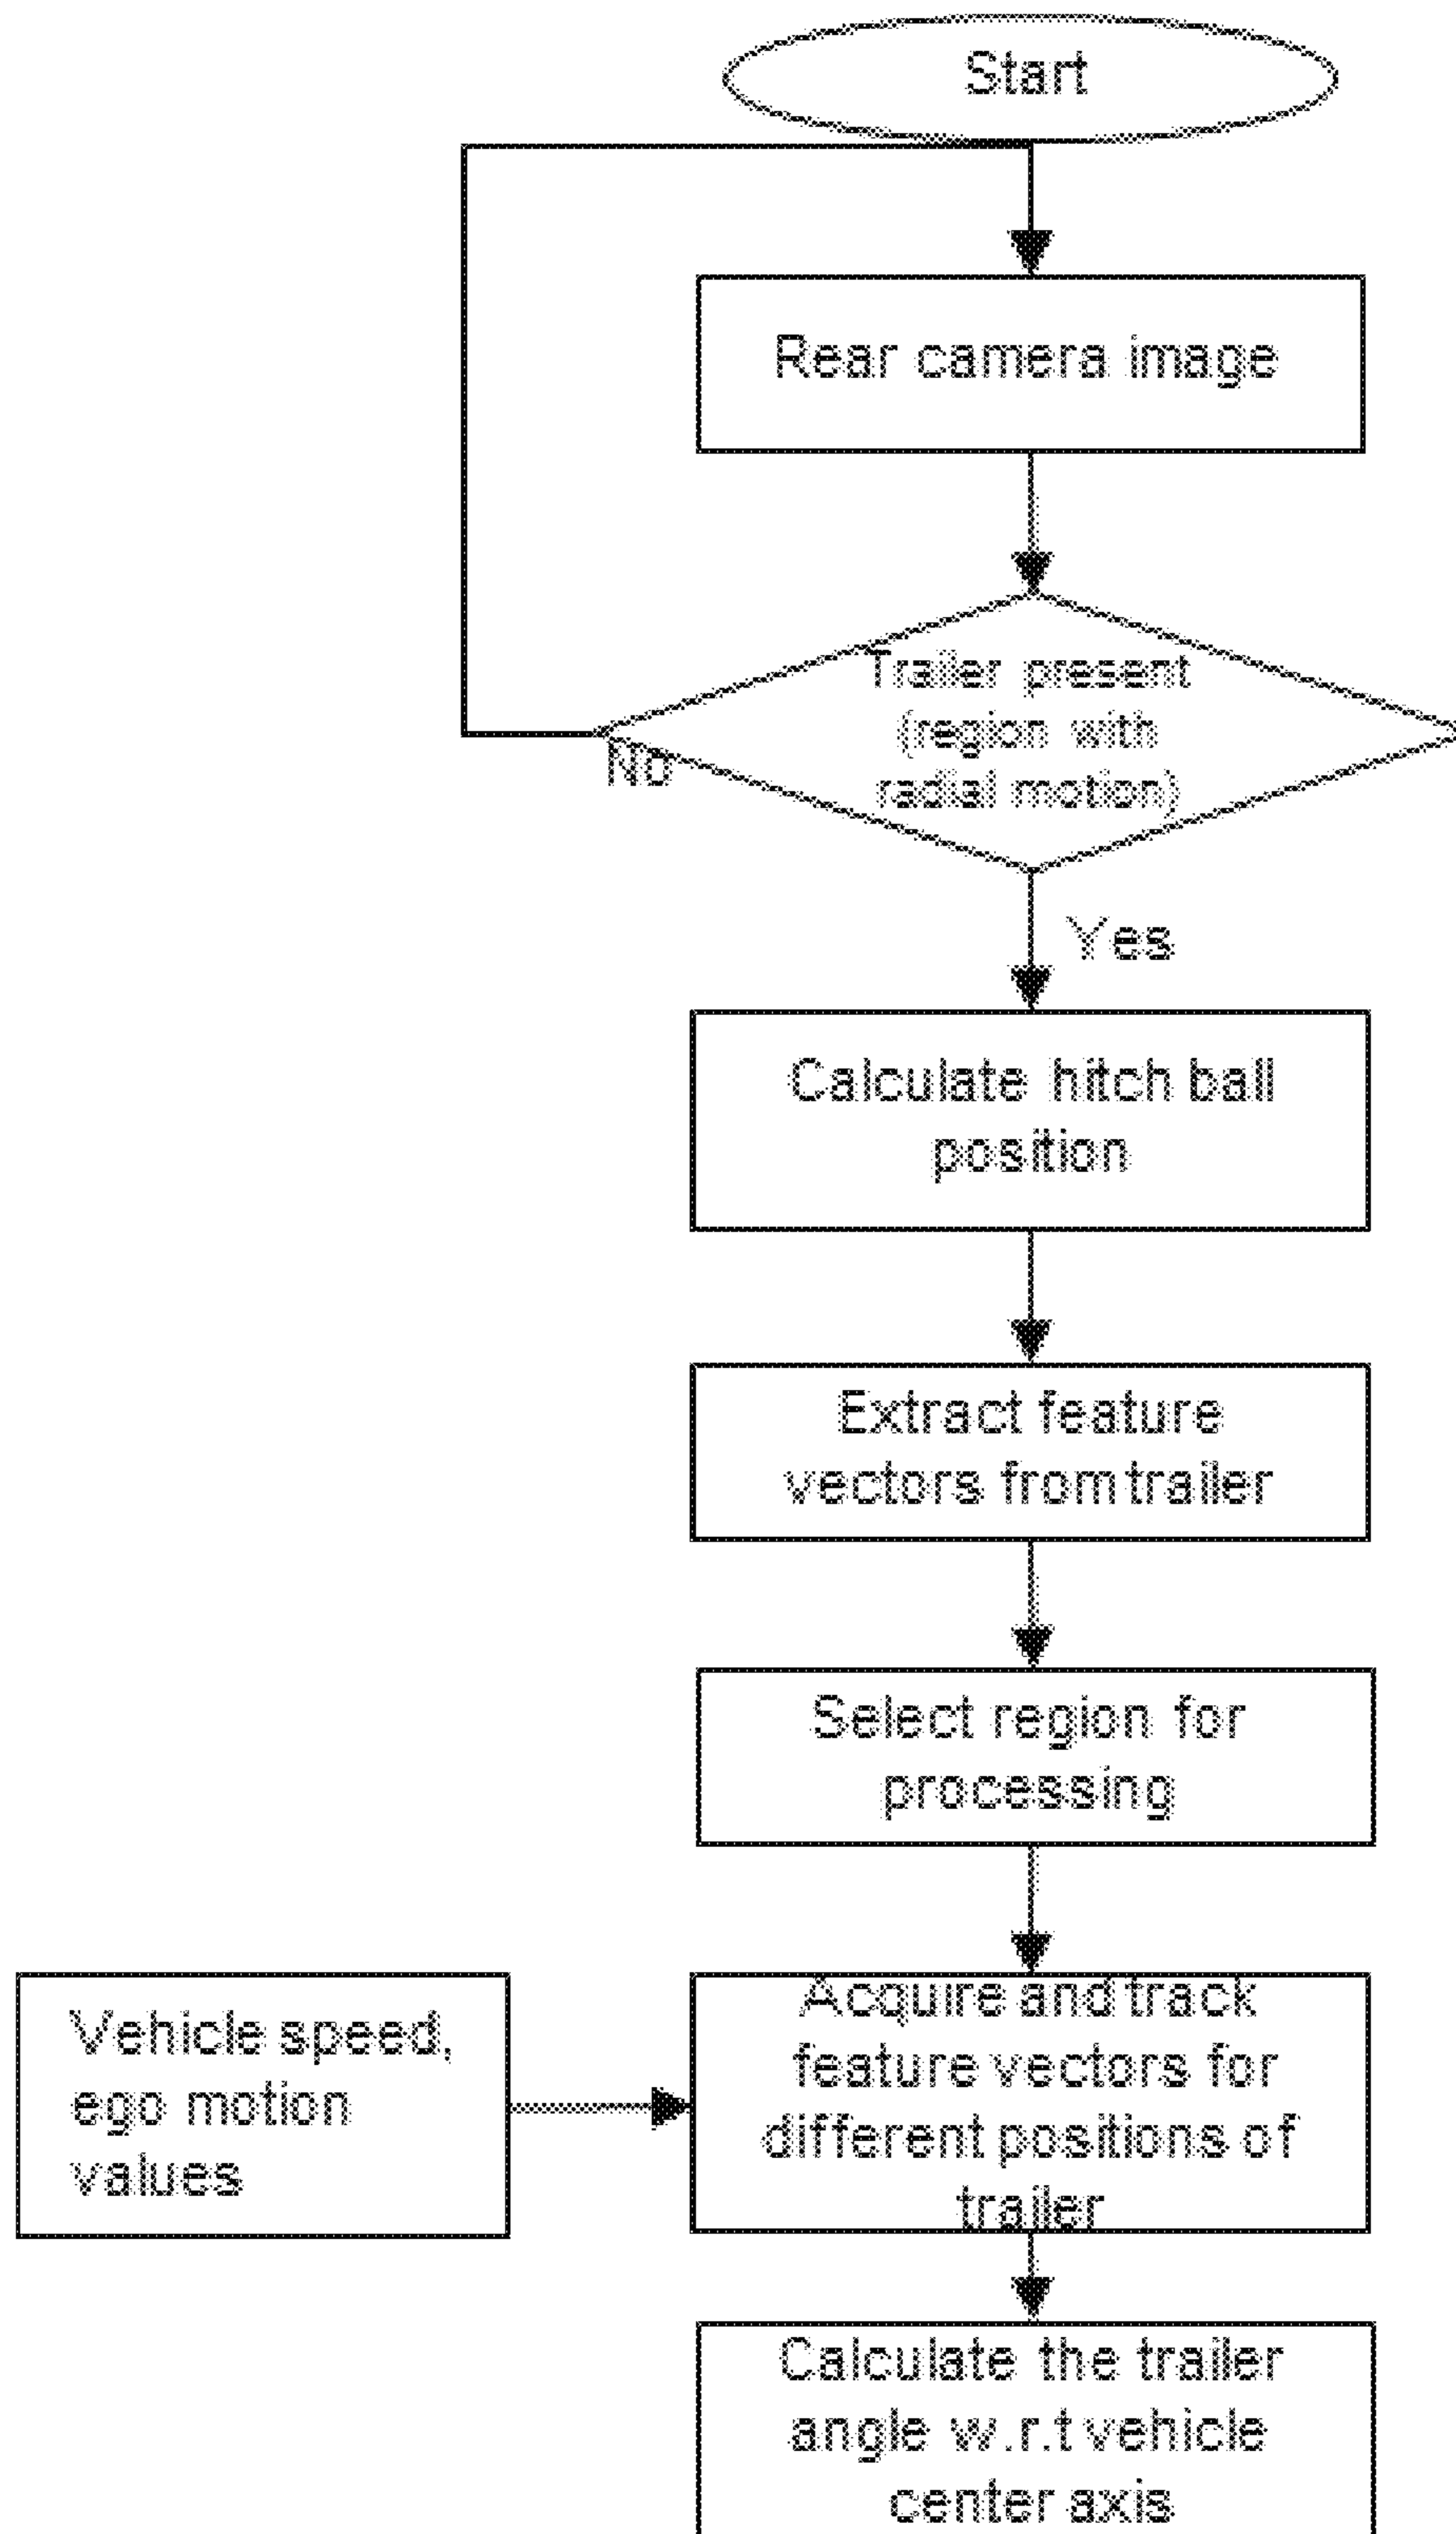 Start
Rear camera image
Trailer present
(region with
radial motion)
No
Yes
Calculate hitch ball
position
Extract feature
vectors from trailer
Select region for
processing
Vehicle speed,
ego motion
values
Acquire and track
feature vectors for
different positions of
trailer
Calculate the trailer
angle w.r.t vehicle
center axis